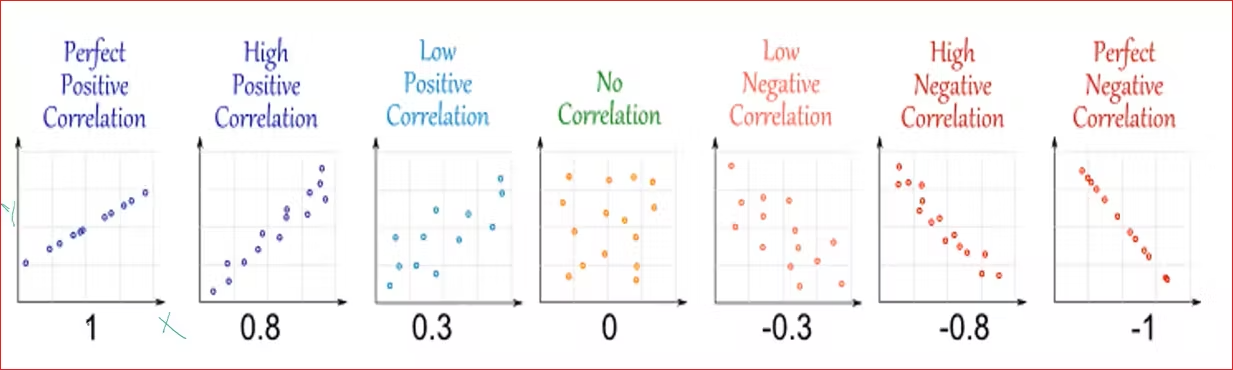 Perfect
Positive
Correlation
High
Positive
Correlation
Low
Positive
Correlation
No
Correlation
Low
Negative
Correlation
High
Negative
Correlation
Perfect
Negative
Correlation
y
x
1
0.8
0.3
0
-0.3
-0.8
-1